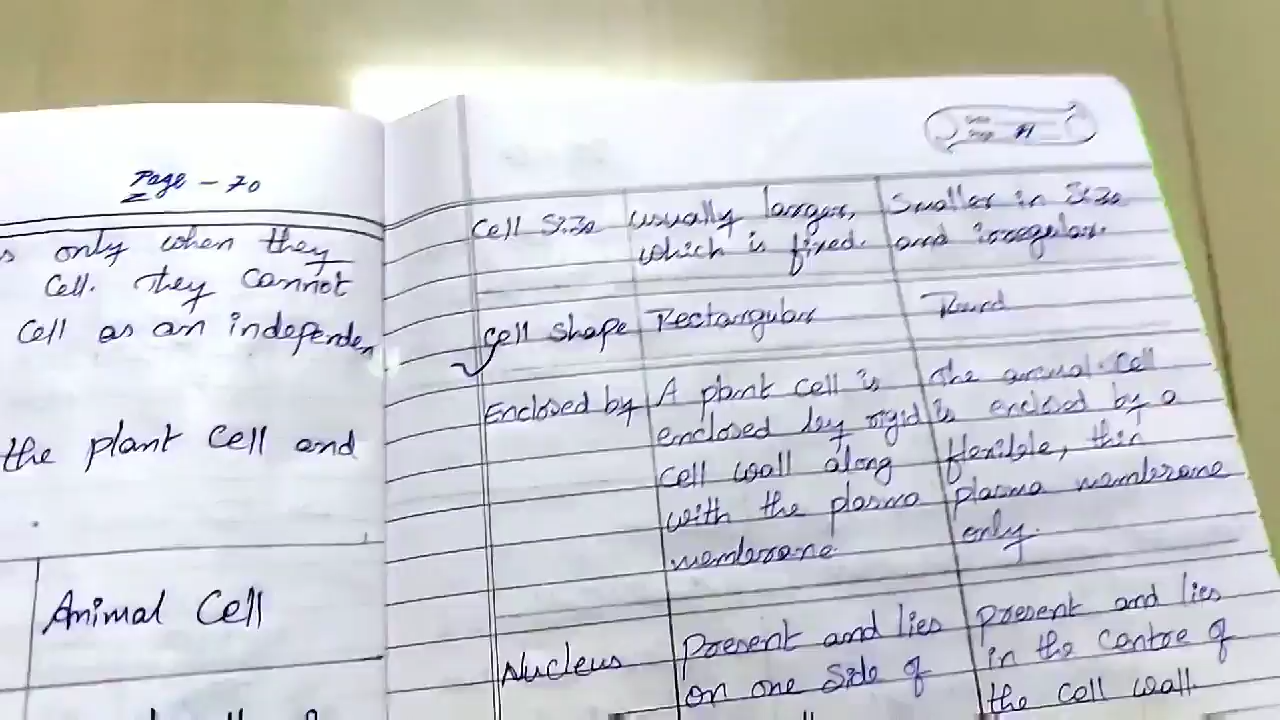 Page - 70
s only when they
Cell. They cannot
Cell as an independen
the plant Cell and
Animal Cell
Date
Page 71
Cell Size usually larger, Smaller in Size
which is fixed. and irregular.
Cell shape Rectangular Round
Enclosed by A plant cell is The animal cell
enclosed by rigid is enclosed by a
cell wall along flexible, thin
with the plasma plasma membrane
membrane only.
Nucleus Present and lies Present and lies
on one side of in the centre of
the cell wall.